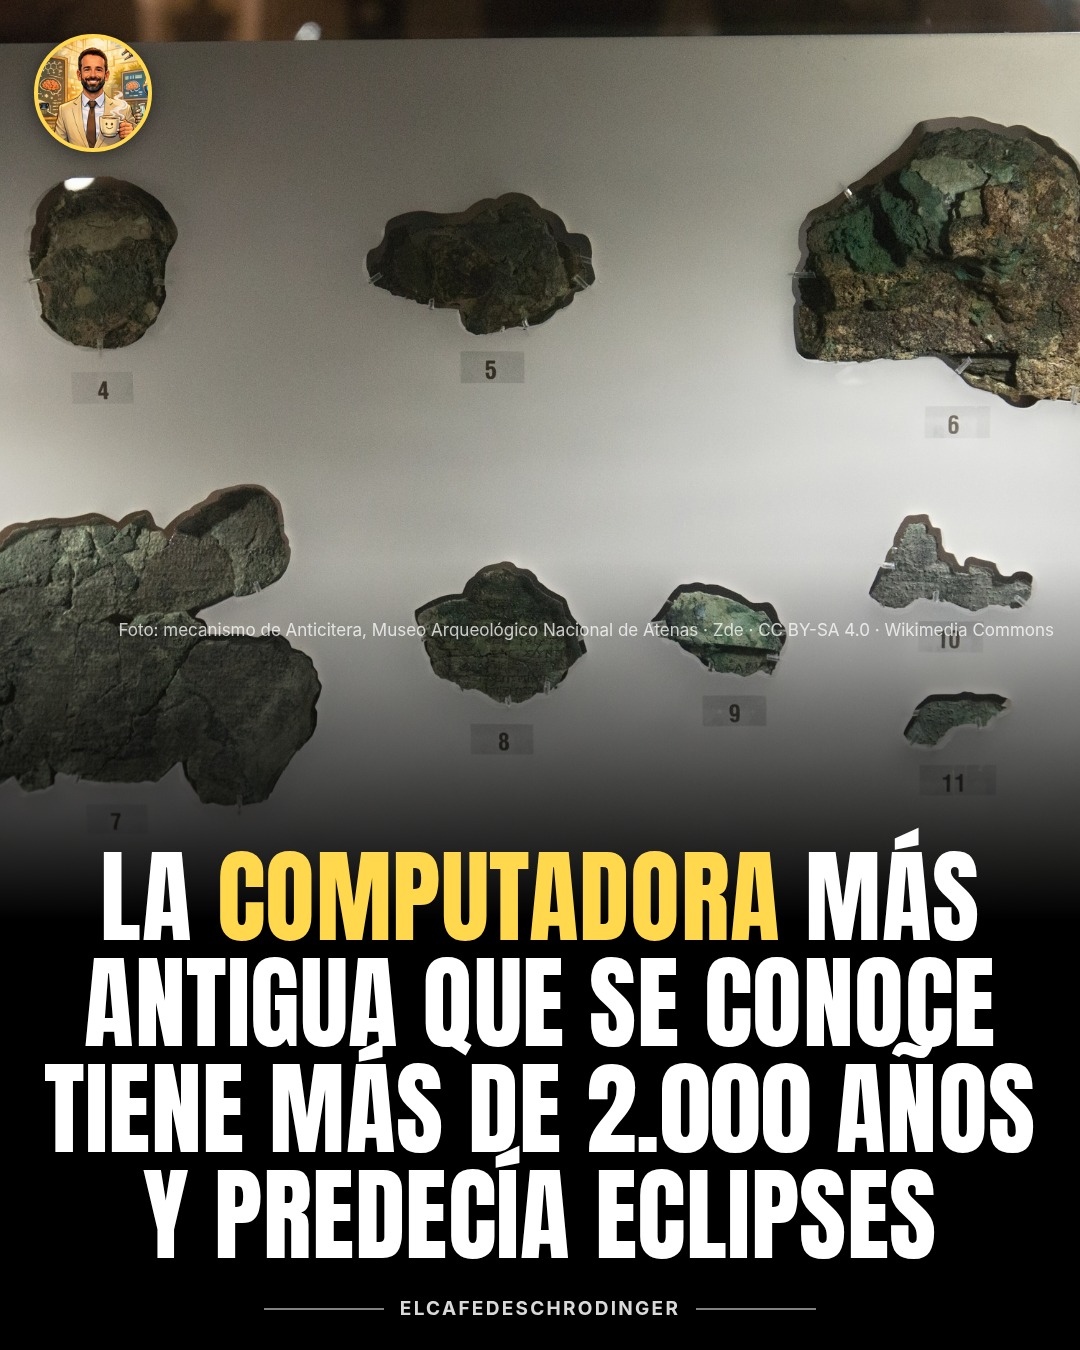 4
5
6
Foto: mecanismo de Anticitera, Museo Arqueológico Nacional de Atenas · Zde · CC BY-SA 4.0 · Wikimedia Commons
10
9
8
11
7
LA COMPUTADORA MÁS
ANTIGUA QUE SE CONOCE
TIENE MÁS DE 2.000 AÑOS
Y PREDECÍA ECLIPSES
ELCAFEDESCHRODINGER